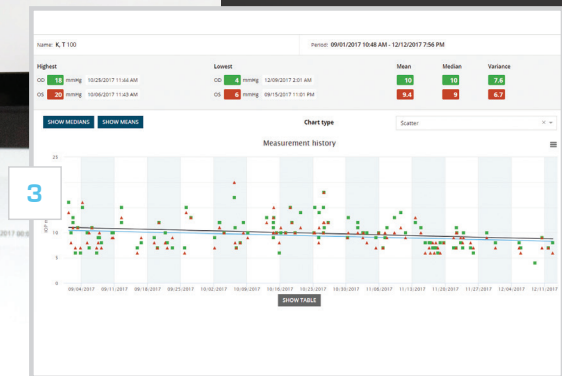 Name: K, T 100
Period: 09/01/2017 10:48 AM - 12/12/2017 7:56 PM
Highest
Lowest
Mean
Median
Variance
OD 18 mmHg 10/25/2017 11:44 AM
OD 4 mmHg 12/09/2017 2:01 AM
10
10
7.6
OS 20 mmHg 10/06/2017 11:43 AM
OS 6 mmHg 09/15/2017 11:01 PM
9.4
9
6.7
SHOW MEDIANS
SHOW MEANS
Chart type
Scatter
Measurement history
3
25
10
5
0
09/04/2017 09/11/2017 09/18/2017 09/21/2017 10/02/2017 10/09/2017 10/16/2017 10/25/2017 10/30/2017 11/06/2017 11/13/2017 11/20/2017 11/27/2017 12/04/2017 12/11/2017
SHOW TABLE